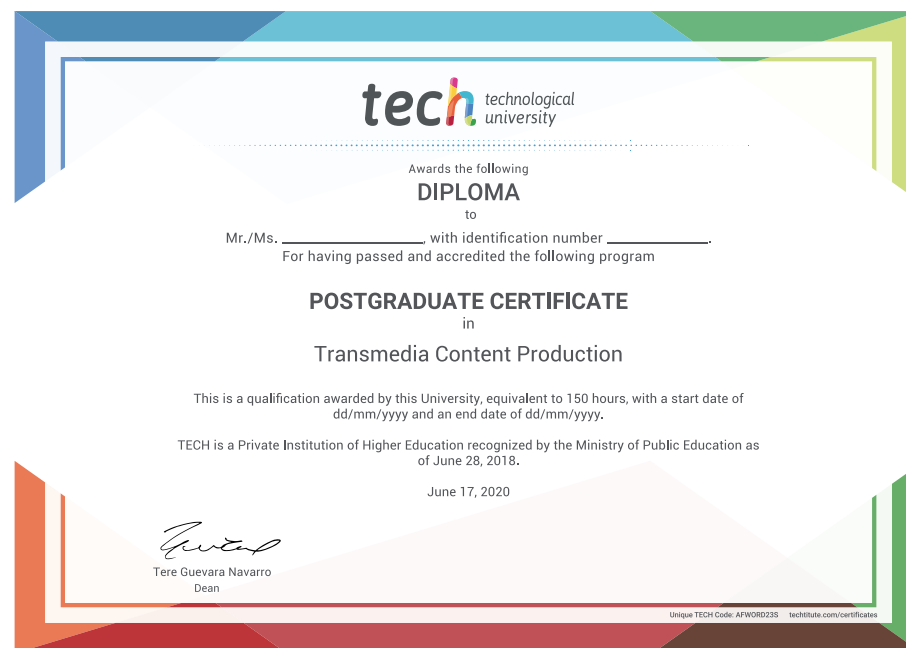 tech technological
university
Awards the following
DIPLOMA
to
Mr./Ms. ____________________, with identification number ______________.
For having passed and accredited the following program
POSTGRADUATE CERTIFICATE
in
Transmedia Content Production
This is a qualification awarded by this University, equivalent to 150 hours, with a start date of
dd/mm/yyyy and an end date of dd/mm/yyyy.
TECH is a Private Institution of Higher Education recognized by the Ministry of Public Education as
of June 28, 2018.
June 17, 2020
Tere Guevara Navarro
Dean
Unique TECH Code: AFWORD23S techtitute.com/certificates